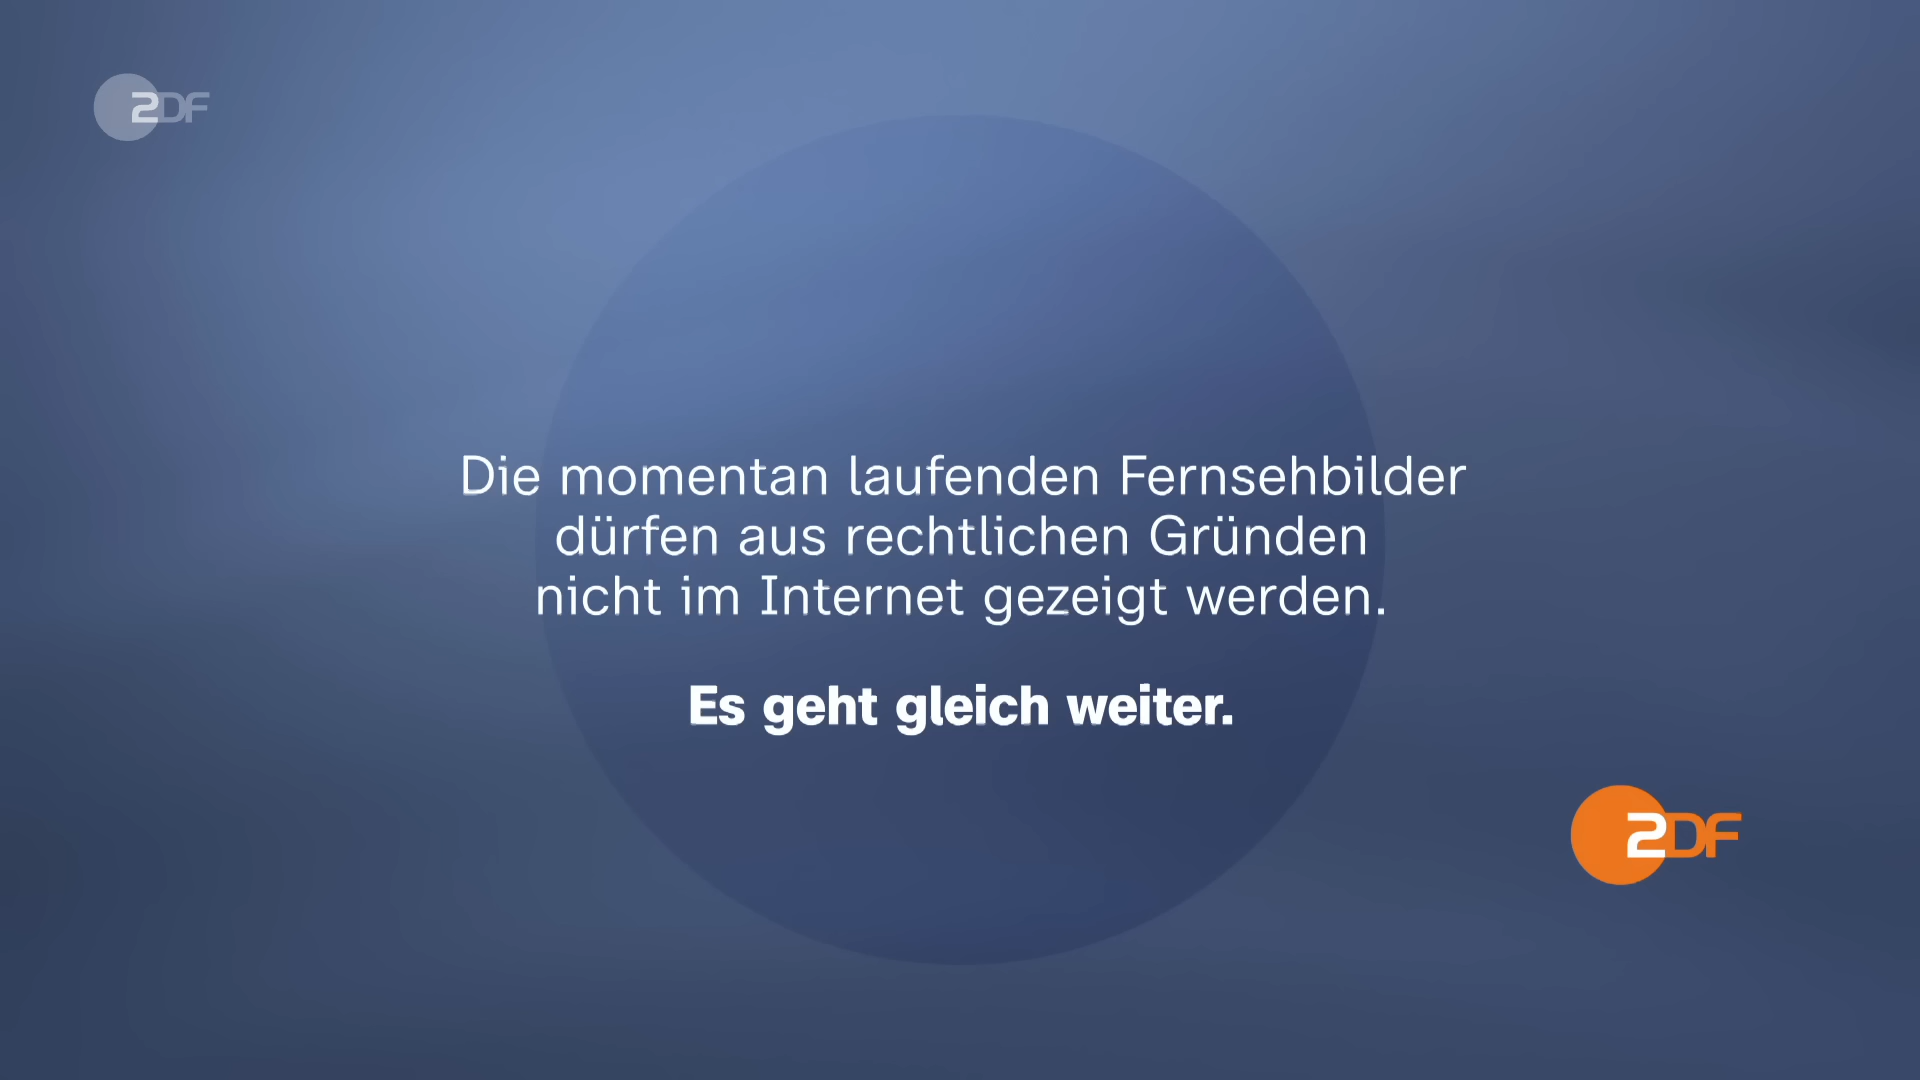 ZDF
Die momentan laufenden Fernsehbilder
dürfen aus rechtlichen Gründen
nicht im Internet gezeigt werden.
Es geht gleich weiter.
ZDF